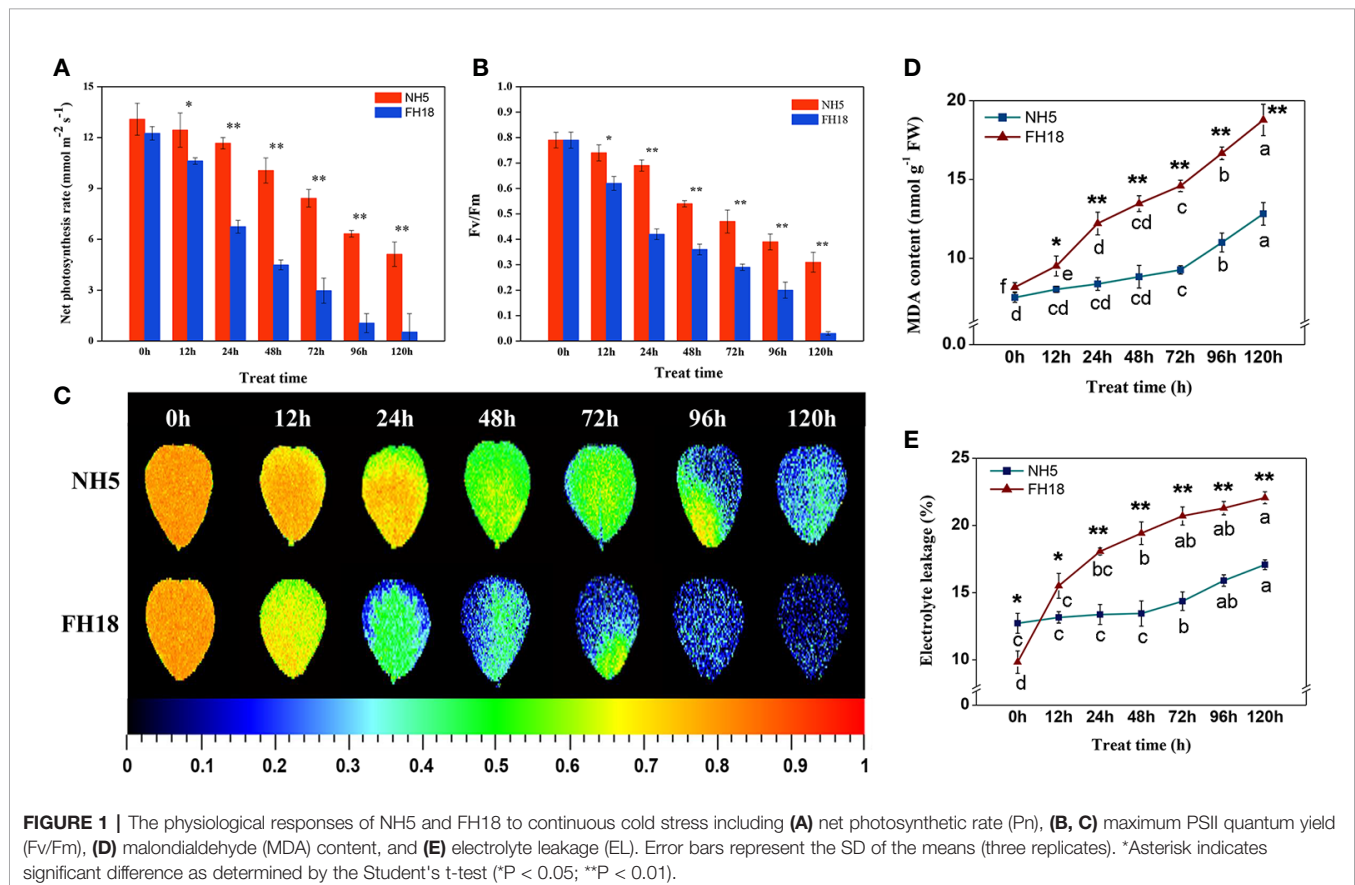 A
Net photosynthesis rate (mmol m⁻² s⁻¹)
15
12
9
6
3
0
NH5
FH18
* ** ** ** ** **
0h 12h 24h 48h 72h 96h 120h
Treat time
B
Fv/Fm
1.0
0.9
0.8
0.7
0.6
0.5
0.4
0.3
0.2
0.1
0.0
NH5
FH18
* ** ** ** ** **
0h 12h 24h 48h 72h 96h 120h
Treat time
C
0h 12h 24h 48h 72h 96h 120h
NH5
FH18
0 0.1 0.2 0.3 0.4 0.5 0.6 0.7 0.8 0.9 1
D
MDA content (nmol g⁻¹ FW)
20
15
10
0.0
NH5
FH18
* ** ** ** ** **
f e d cd c b a
d cd cd cd c b a
0h 12h 24h 48h 72h 96h 120h
Treat time (h)
E
Electrolyte leakage (%)
25
20
15
10
0
NH5
FH18
* * ** ** ** ** **
d c bc b ab ab a
c c c c b ab a
0h 12h 24h 48h 72h 96h 120h
Treat time (h)
FIGURE 1 | The physiological responses of NH5 and FH18 to continuous cold stress including (A) net photosynthetic rate (Pn), (B, C) maximum PSII quantum yield
(Fv/Fm), (D) malondialdehyde (MDA) content, and (E) electrolyte leakage (EL). Error bars represent the SD of the means (three replicates). *Asterisk indicates
significant difference as determined by the Student's t-test (*P < 0.05; **P < 0.01).